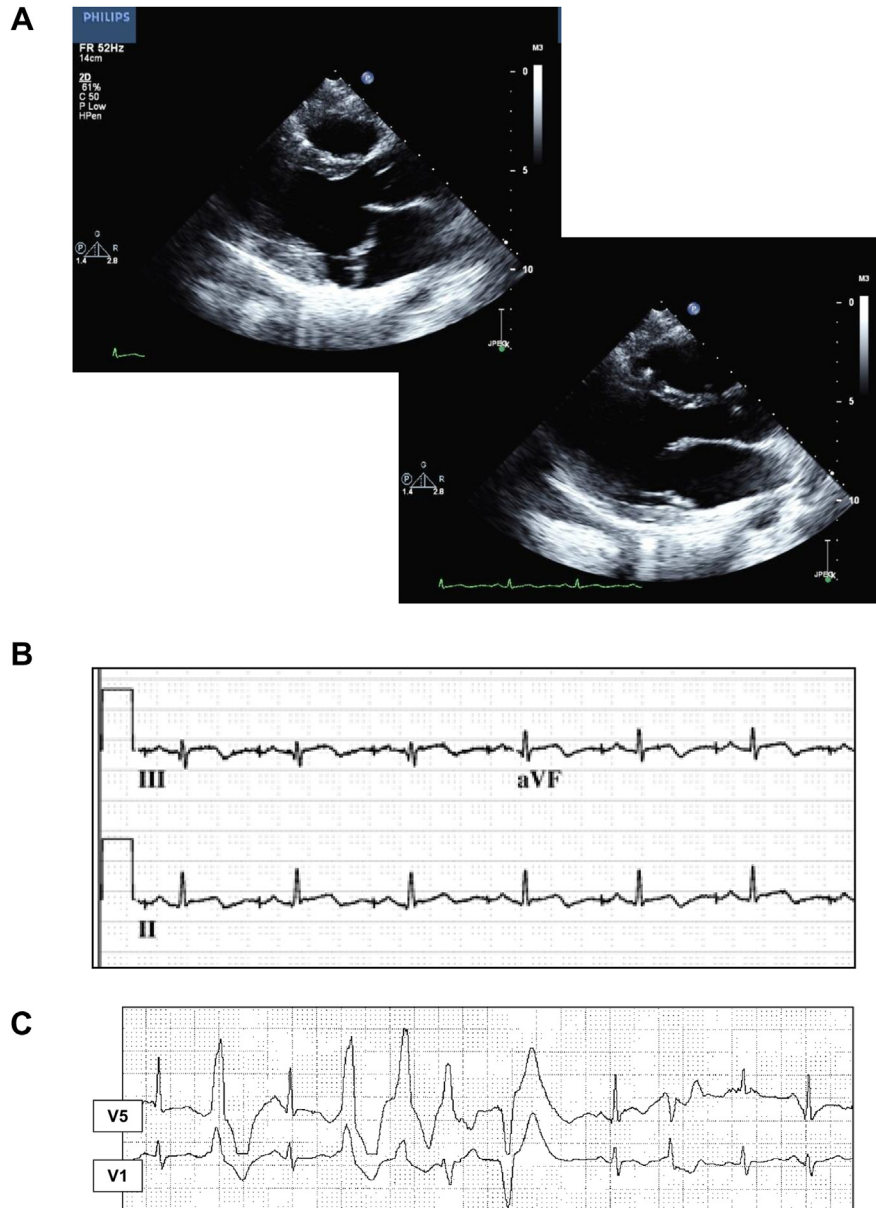 A
PHILIPS
FR 52Hz
14cm
2D
61%
C 50
P Low
HPen
M3
0
5
10
P
G
P R
1.4 2.8
JPEG
M3
0
5
10
P
G
P R
1.4 2.8
JPEG
B
III aVF
II
C
V5
V1